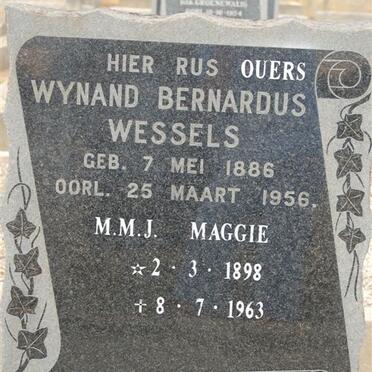 HIER RUS OUERS
WYNAND BERNARDUS
WESSELS
GEB. 7 MEI 1886
OORL. 25 MAART 1956.
M.M.J. MAGGIE
☆ 2 · 3 · 1898
✝ 8 · 7 · 1963